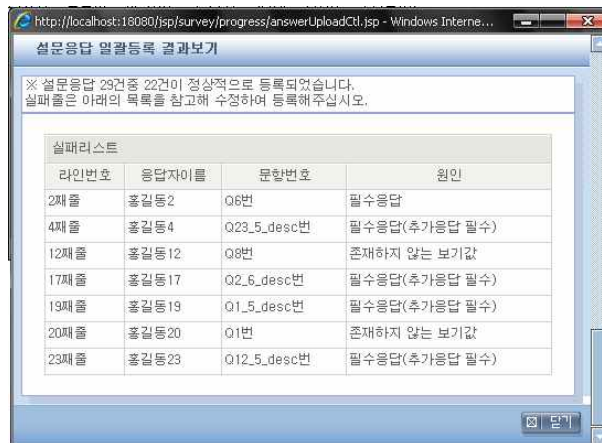 http://localhost:18080/jsp/survey/progress/answerUploadCtl.jsp - Windows Interne...
설문응답 일괄등록 결과보기
※ 설문응답 29건중 22건이 정상적으로 등록되었습니다.
실패줄은 아래의 목록을 참고해 수정하여 등록해주십시오.
실패리스트
라인번호 응답자이름 문항번호 원인
2째줄 홍길동2 Q6번 필수응답
4째줄 홍길동4 Q23_5_desc번 필수응답(추가응답 필수)
12째줄 홍길동12 Q8번 존재하지 않는 보기값
17째줄 홍길동17 Q2_6_desc번 필수응답(추가응답 필수)
19째줄 홍길동19 Q1_5_desc번 필수응답(추가응답 필수)
20째줄 홍길동20 Q1번 존재하지 않는 보기값
23째줄 홍길동23 Q12_5_desc번 필수응답(추가응답 필수)
닫기